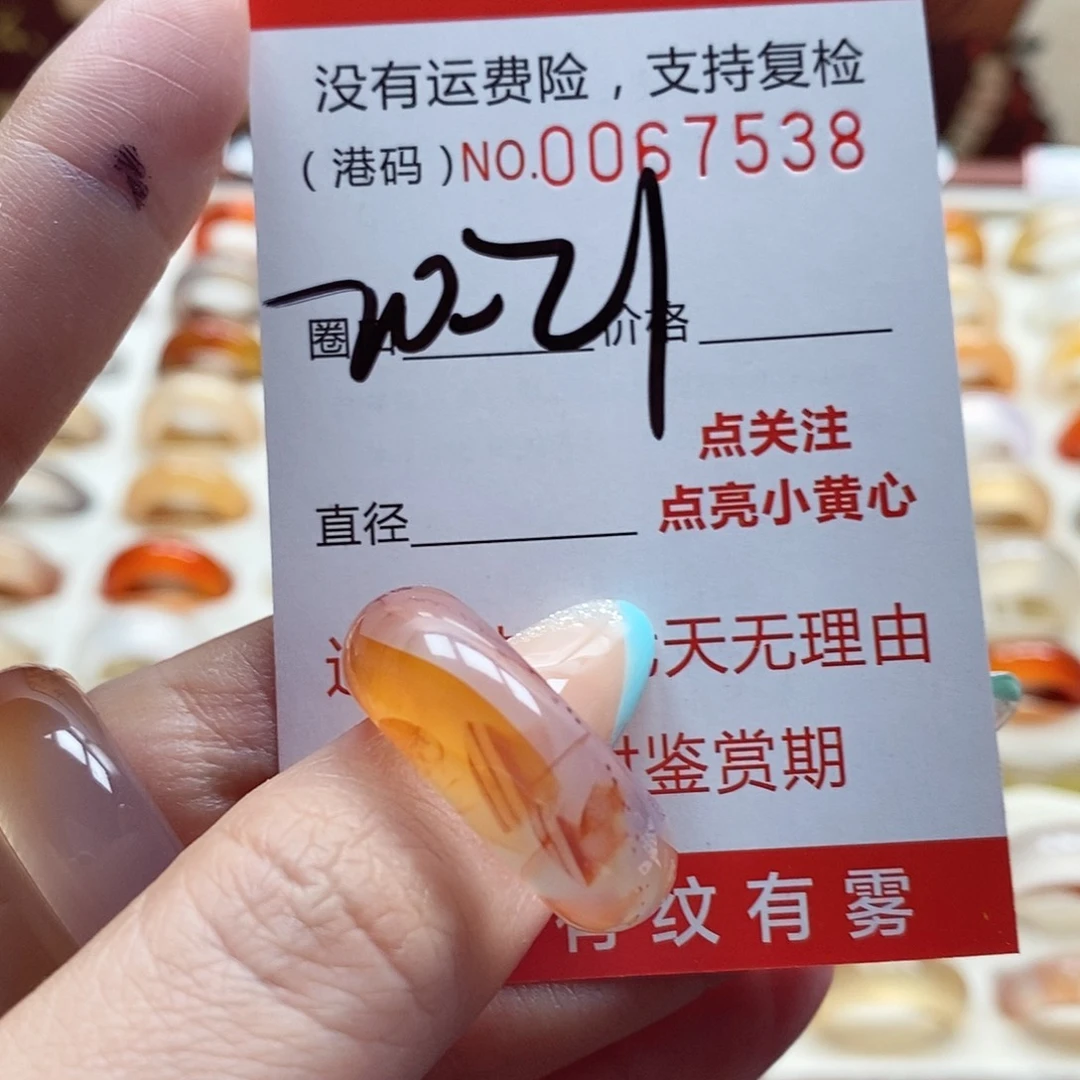 没有运费险，支持复检
(港码)NO.0067538
圈 价格
点关注
点亮小黄心
直径
天无理由
鉴赏期
有纹有雾